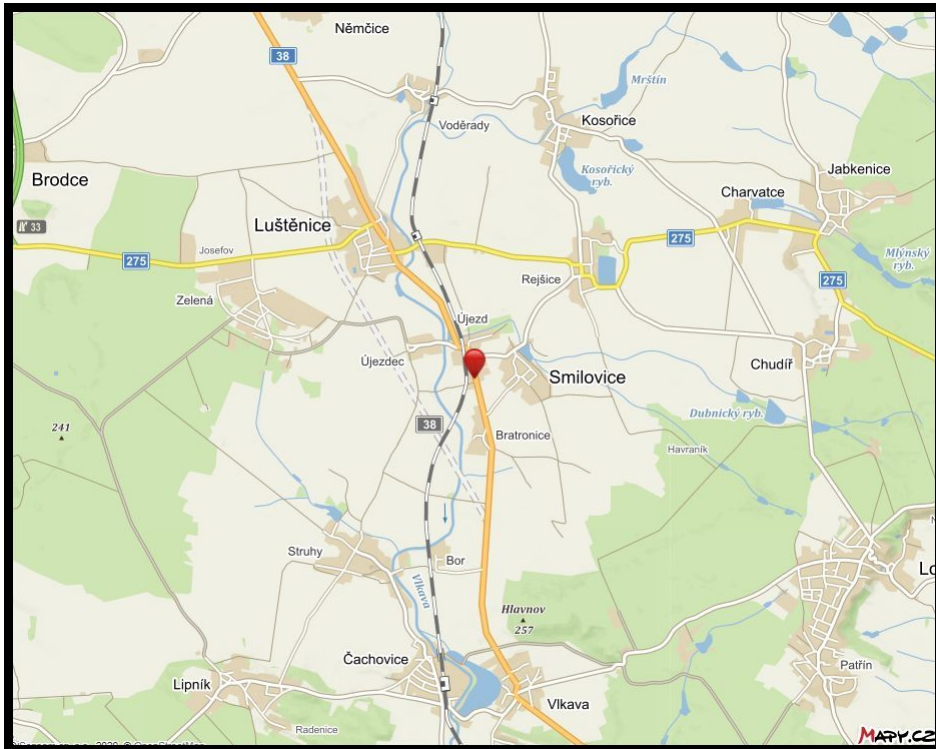 Němčice
38
Mrštín
Voděrady
Kosořice
Kosořický
ryb.
Jabkenice
Brodce
Charvatce
Luštěnice
33
275
Josefov
275
Mlýnský
ryb.
275
Rejšice
Zelená
Újezd
Újezdec
Smilovice
Chudíř
Dubnický ryb.
38
241
Bratronice
Havraník
Struhy
Bor
Vlkava
Hlavnov
257
Čachovice
Patřín
Lipník
Vlkava
Radenice
MAPY.CZ